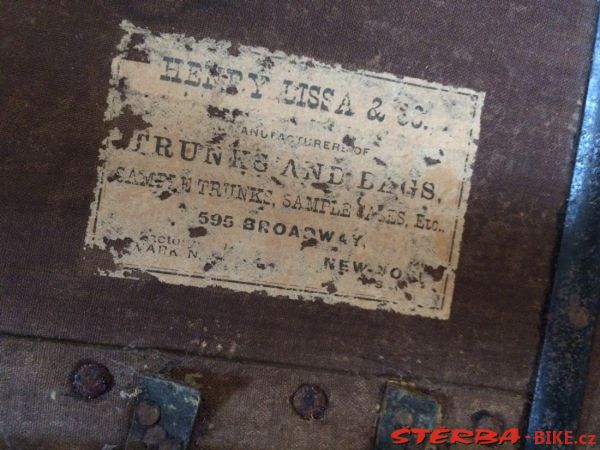 HENRY LISSA & CO.,
MANUFACTURERS OF
TRUNKS AND BAGS,
SAMPLE TRUNKS, SAMPLE CASES, Etc.,
595 BROADWAY,
NEW-YORK
ŠTĚRBA-BIKE.cz